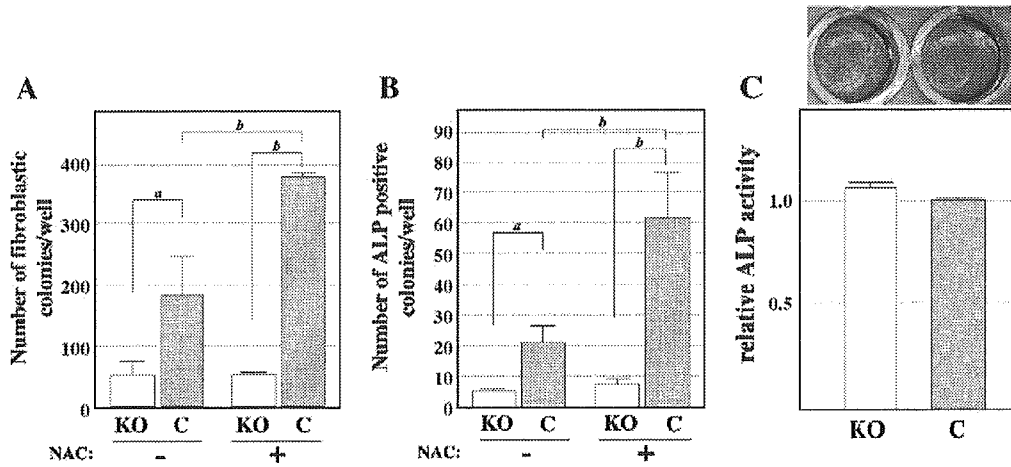 A
Number of fibroblastic
colonies/well
400
300
200
100
0
a
b
b
KO C KO C
NAC: - +
B
Number of ALP positive
colonies/well
90
80
70
60
50
40
30
20
10
0
a
b
b
KO C KO C
NAC: - +
C
relative ALP activity
1.0
0.5
KO C